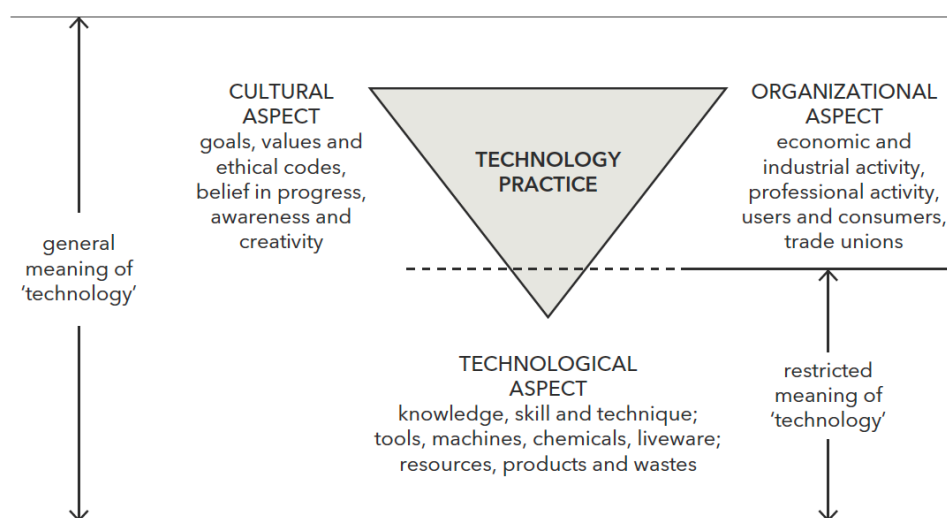 CULTURAL
ASPECT
goals, values and
ethical codes,
belief in progress,
awareness and
creativity
TECHNOLOGY
PRACTICE
ORGANIZATIONAL
ASPECT
economic and
industrial activity,
professional activity,
users and consumers,
trade unions
general
meaning of
‘technology’
TECHNOLOGICAL
ASPECT
knowledge, skill and technique;
tools, machines, chemicals, liveware;
resources, products and wastes
restricted
meaning of
‘technology’